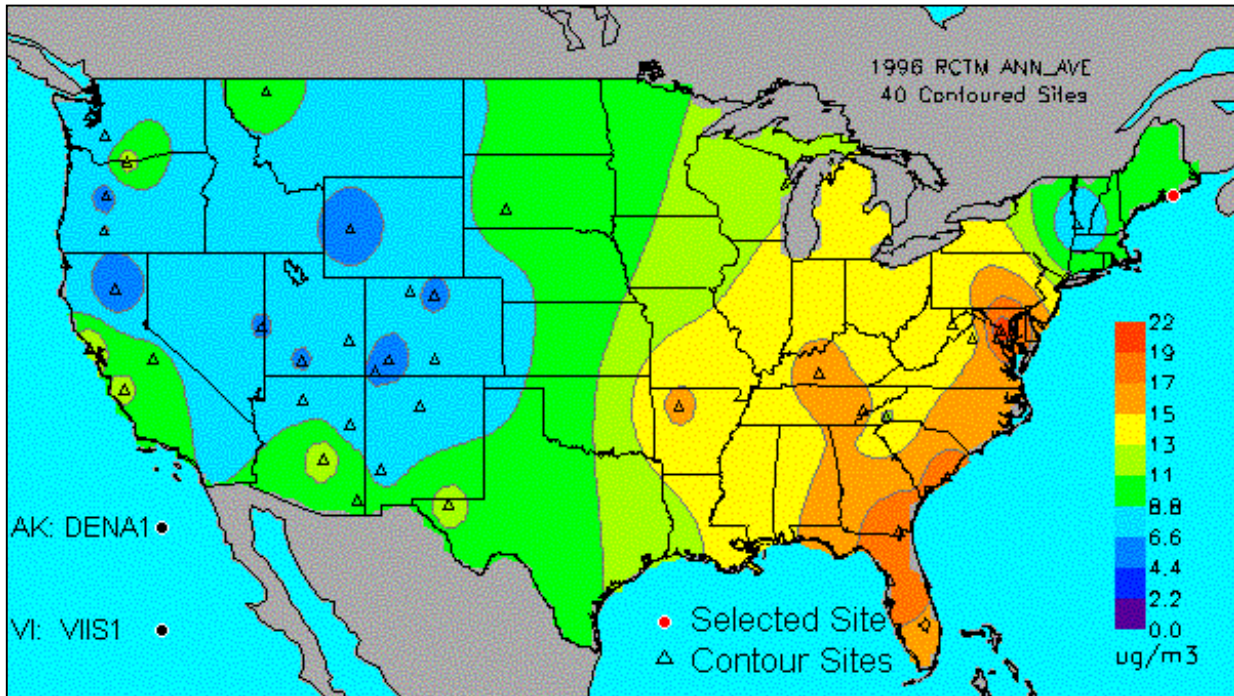 1996 RCTM ANN_AVE
40 Contoured Sites
22
19
17
15
13
11
8.8
6.6
4.4
2.2
0.0
ug/m3
AK: DENA1
VI: VIIS1
Selected Site
Contour Sites